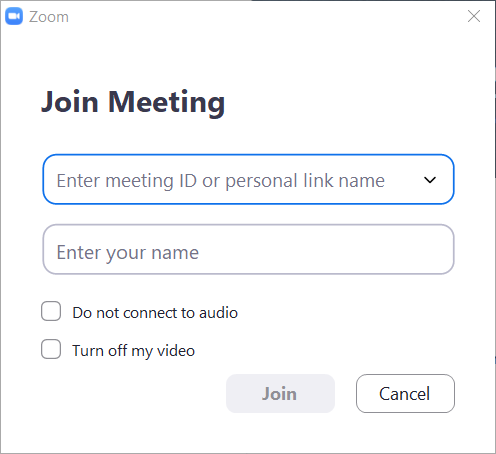 Zoom
Join Meeting
Enter meeting ID or personal link name
Enter your name
Do not connect to audio
Turn off my video
Join Cancel